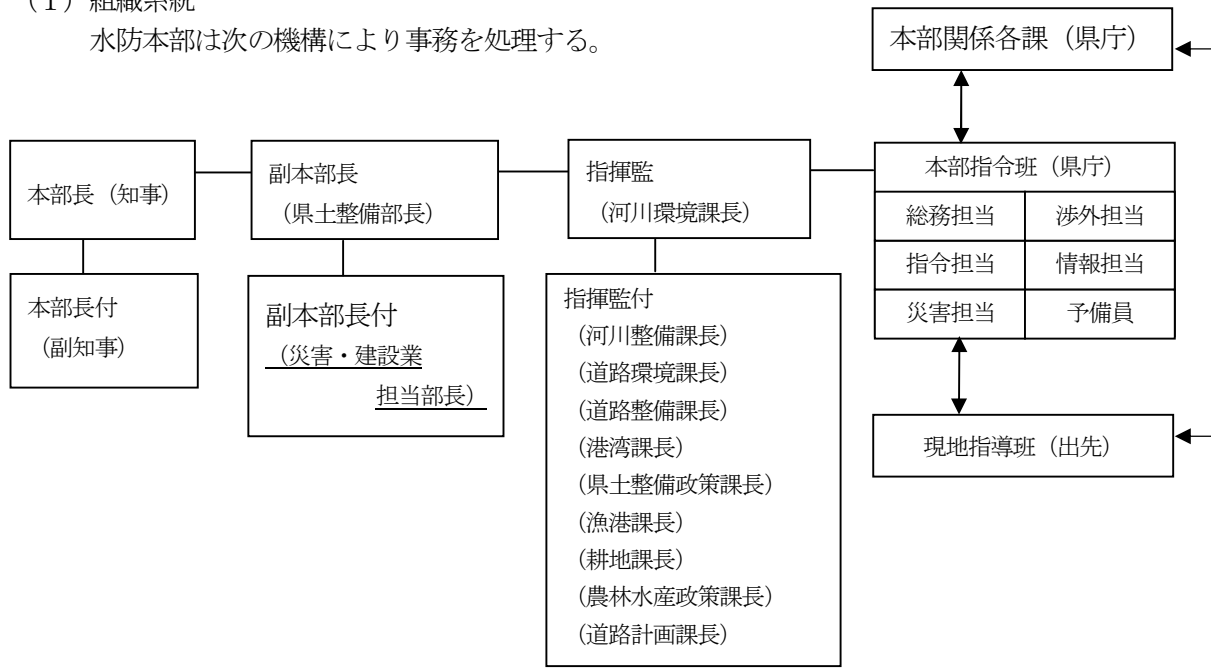 （１）組織系統
水防本部は次の機構により事務を処理する。
本部関係各課（県庁）
本部長（知事）
副本部長
（県土整備部長）
指揮監
（河川環境課長）
本部指令班（県庁）
総務担当
渉外担当
指令担当
情報担当
災害担当
予備員
本部長付
（副知事）
副本部長付
（災害・建設業
担当部長）
指揮監付
（河川整備課長）
（道路環境課長）
（道路整備課長）
（港湾課長）
（県土整備政策課長）
（漁港課長）
（耕地課長）
（農林水産政策課長）
（道路計画課長）
現地指導班（出先）